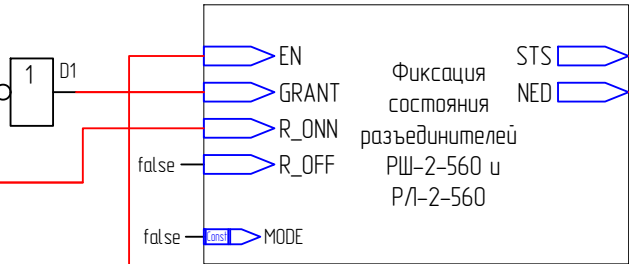 1
D1
EN
GRANT
R_ONN
false
R_OFF
false
Const
MODE
Фиксация
состояния
разъединителей
РШ-2-560 и
РЛ-2-560
STS
NED